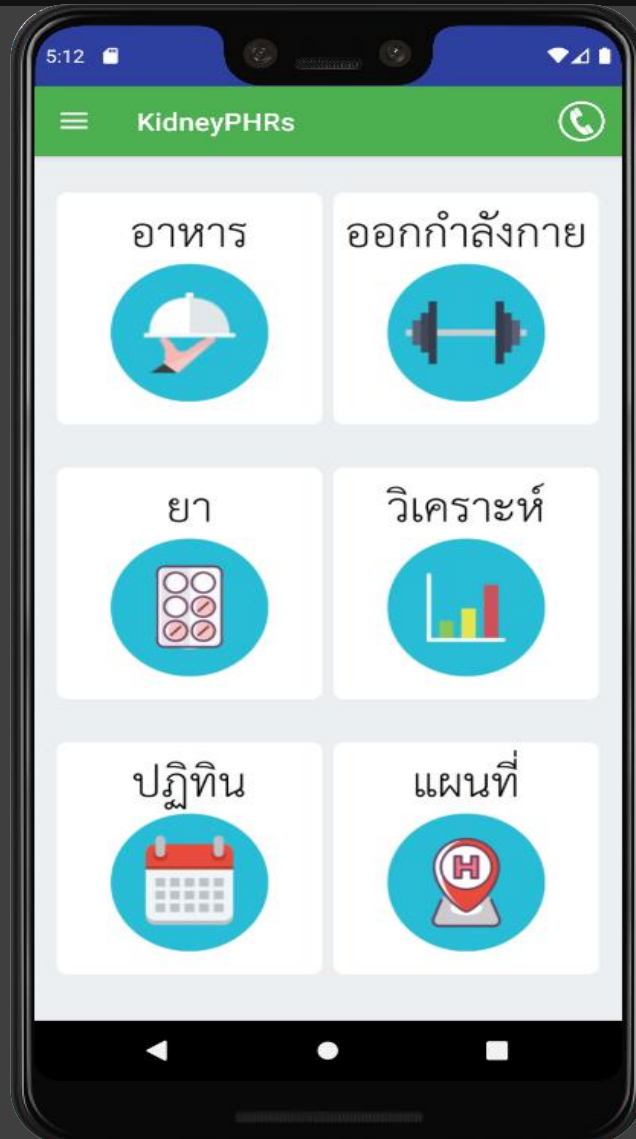 5:12
KidneyPHRs
อาหาร
ออกกำลังกาย
ยา
วิเคราะห์
ปฏิทิน
แผนที่
H